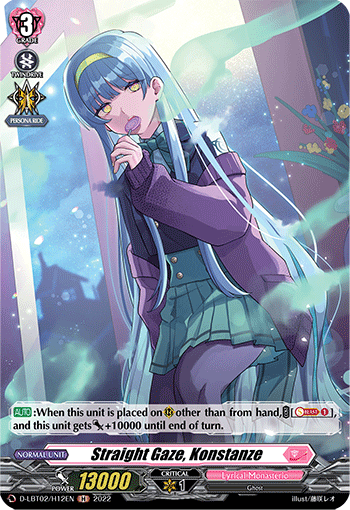 3
GRADE
TWIN DRIVE
PERSONA RIDE
AUTO :When this unit is placed on other than from hand, [SOUL BLAST 1],
and this unit gets +10000 until end of turn.
NORMAL UNIT
Straight Gaze, Konstanze
POWER 13000
CRITICAL 1
Lyrical Monasterio
Ghost
D-LBT02/H12EN H 2022
illust/藤咲レオ